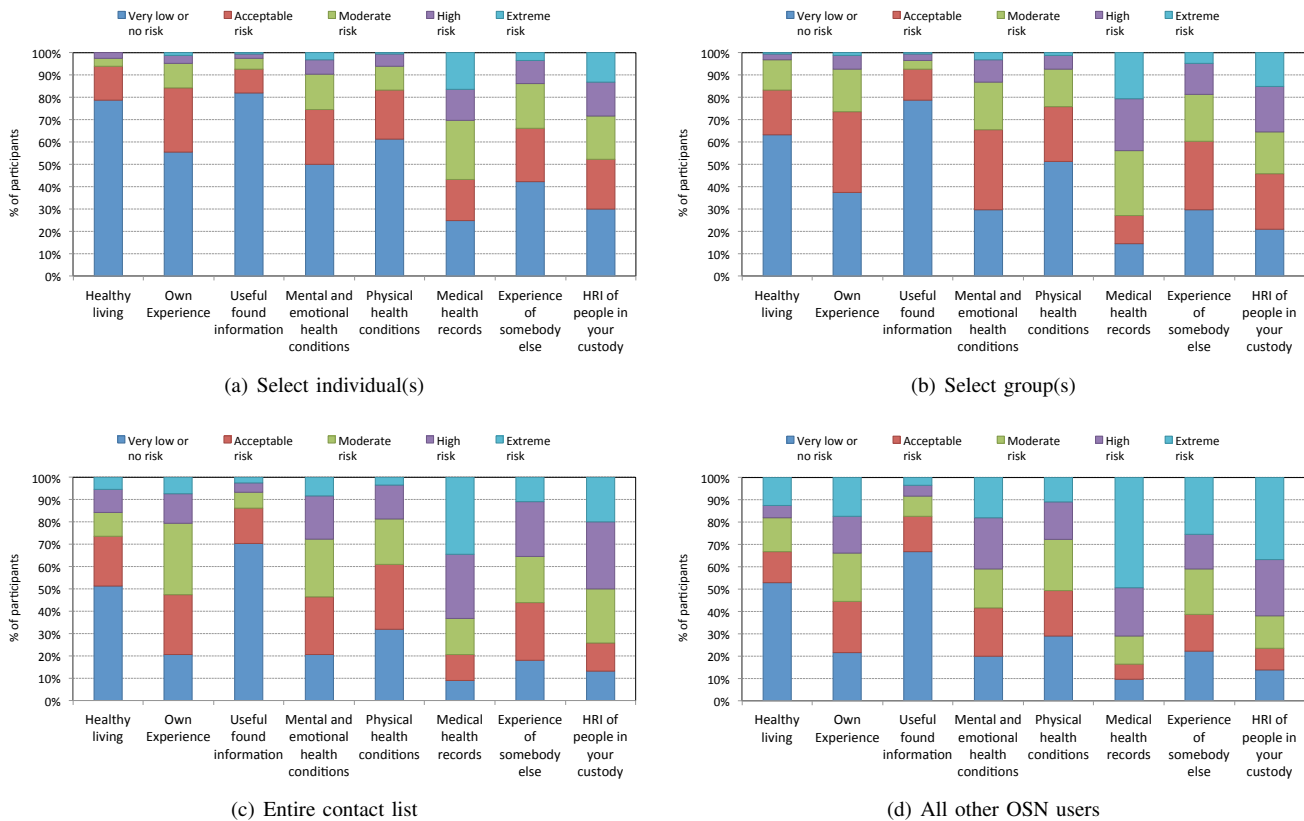 Very low or no risk
Acceptable risk
Moderate risk
High risk
Extreme risk
% of participants
100%
90%
80%
70%
60%
50%
40%
30%
20%
10%
0%
Healthy living
Own Experience
Useful found information
Mental and emotional health conditions
Physical health conditions
Medical health records
Experience of somebody else
HRI of people in your custody
(a) Select individual(s)
Very low or no risk
Acceptable risk
Moderate risk
High risk
Extreme risk
% of participants
100%
90%
80%
70%
60%
50%
40%
30%
20%
10%
0%
Healthy living
Own Experience
Useful found information
Mental and emotional health conditions
Physical health conditions
Medical health records
Experience of somebody else
HRI of people in your custody
(b) Select group(s)
Very low or no risk
Acceptable risk
Moderate risk
High risk
Extreme risk
% of participants
100%
90%
80%
70%
60%
50%
40%
30%
20%
10%
0%
Healthy living
Own Experience
Useful found information
Mental and emotional health conditions
Physical health conditions
Medical health records
Experience of somebody else
HRI of people in your custody
(c) Entire contact list
Very low or no risk
Acceptable risk
Moderate risk
High risk
Extreme risk
% of participants
100%
90%
80%
70%
60%
50%
40%
30%
20%
10%
0%
Healthy living
Own Experience
Useful found information
Mental and emotional health conditions
Physical health conditions
Medical health records
Experience of somebody else
HRI of people in your custody
(d) All other OSN users